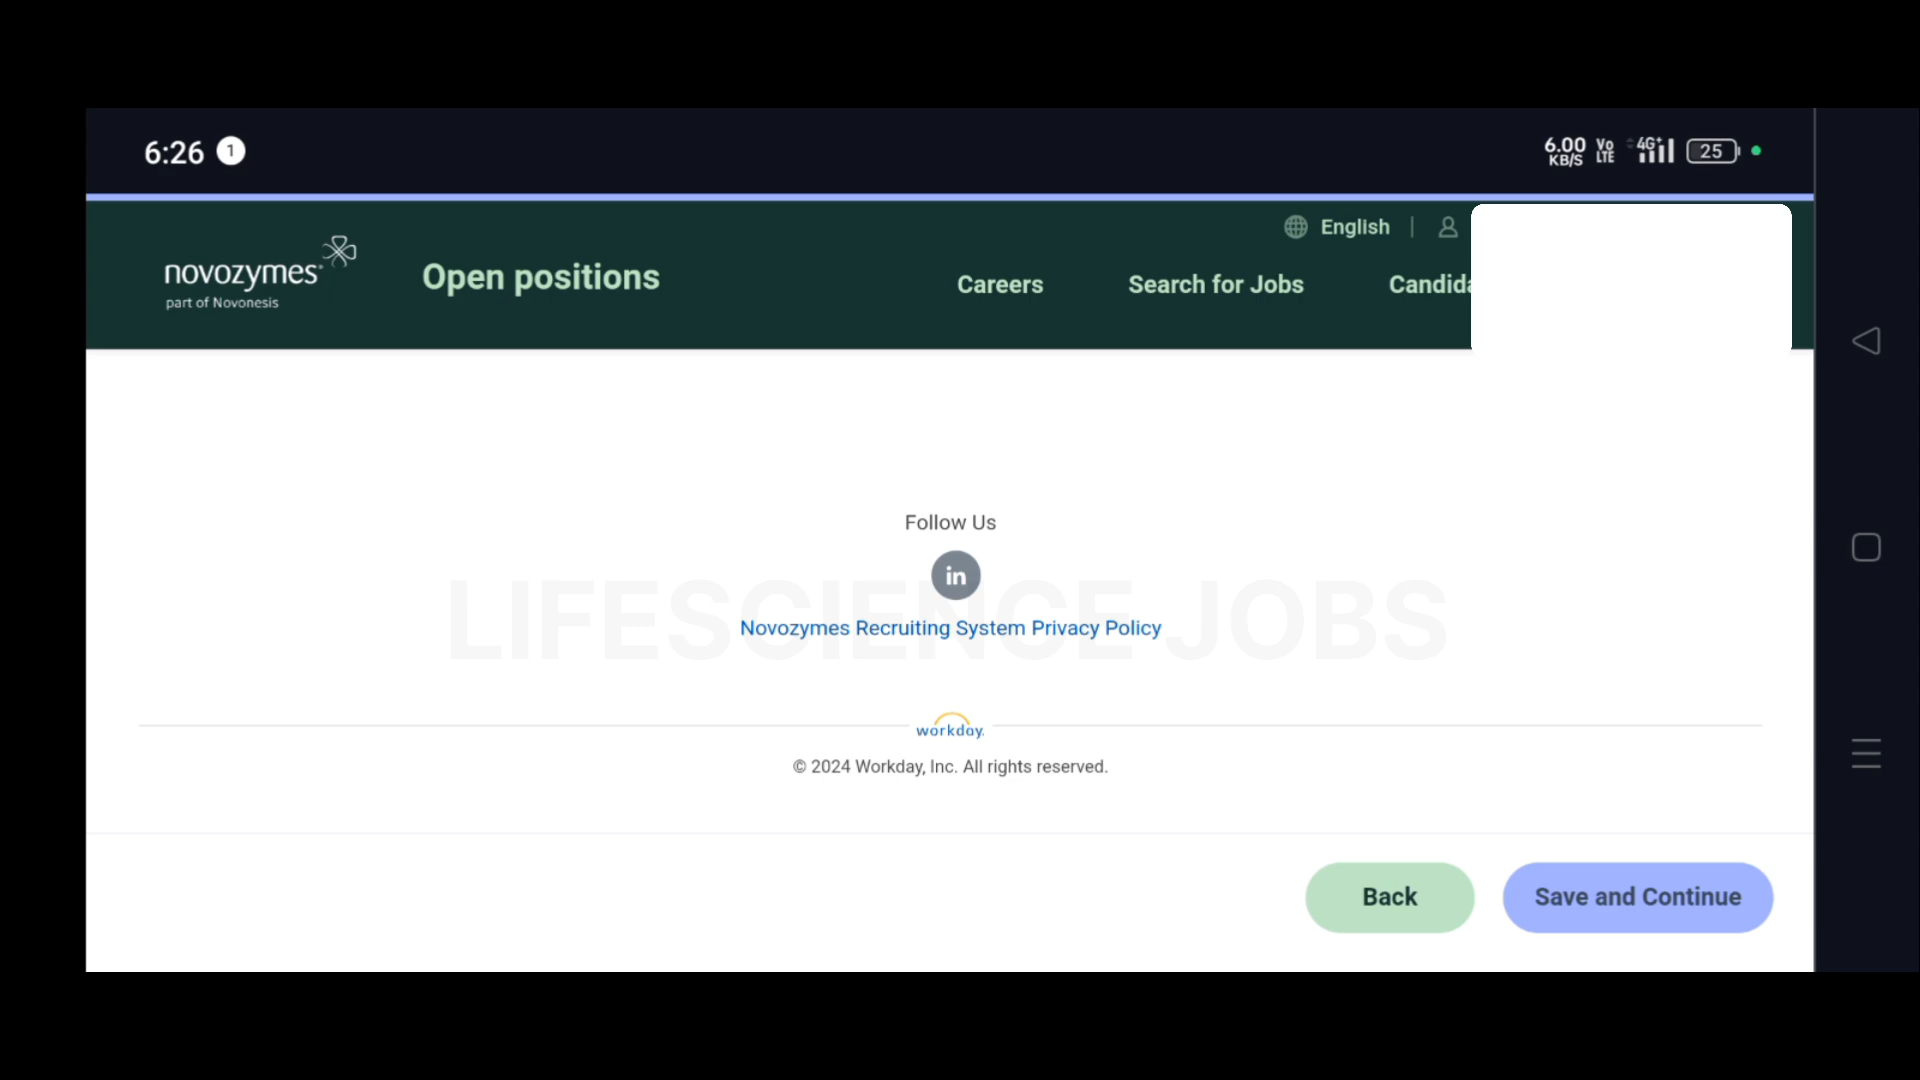 6:26 1
6.00 KB/S Vo LTE 4G+ 25
English
novozymes
part of Novonesis
Open positions
Careers Search for Jobs Candida
Follow Us
in
LIFESCIENCE JOBS
Novozymes Recruiting System Privacy Policy
workday.
© 2024 Workday, Inc. All rights reserved.
Back Save and Continue